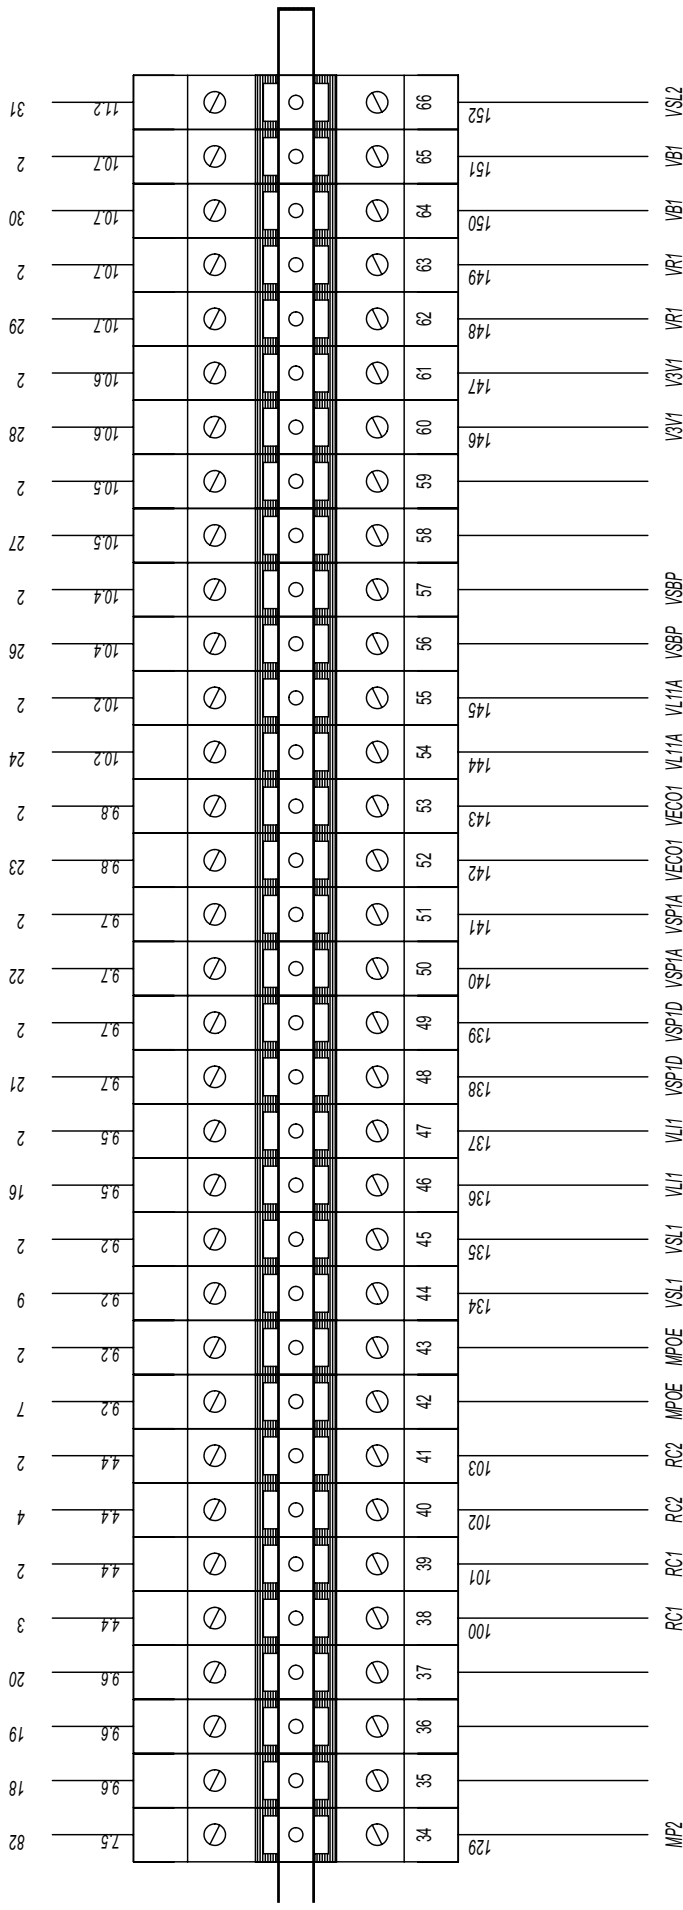 31 11.2 66 152 VSL2
2 10.7 65 151 VB1
30 10.7 64 150 VB1
2 10.7 63 149 VR1
29 10.7 62 148 VR1
2 10.6 61 147 V3V1
28 10.6 60 146 V3V1
2 10.5 59
27 10.5 58
2 10.4 57 VSBP
26 10.4 56 VSBP
2 10.2 55 145 VL11A
24 10.2 54 144 VL11A
2 9.8 53 143 VECO1
23 9.8 52 142 VECO1
2 9.7 51 141 VSP1A
22 9.7 50 140 VSP1A
2 9.7 49 139 VSP1D
21 9.7 48 138 VSP1D
2 9.5 47 137 VLI1
16 9.5 46 136 VLI1
2 9.2 45 135 VSL1
9 9.2 44 134 VSL1
2 9.2 43 MPOE
7 9.2 42 MPOE
2 4.4 41 103 RC2
4 4.4 40 102 RC2
2 4.4 39 101 RC1
3 4.4 38 100 RC1
20 9.6 37
19 9.6 36
18 9.6 35
82 7.5 34 129 MP2